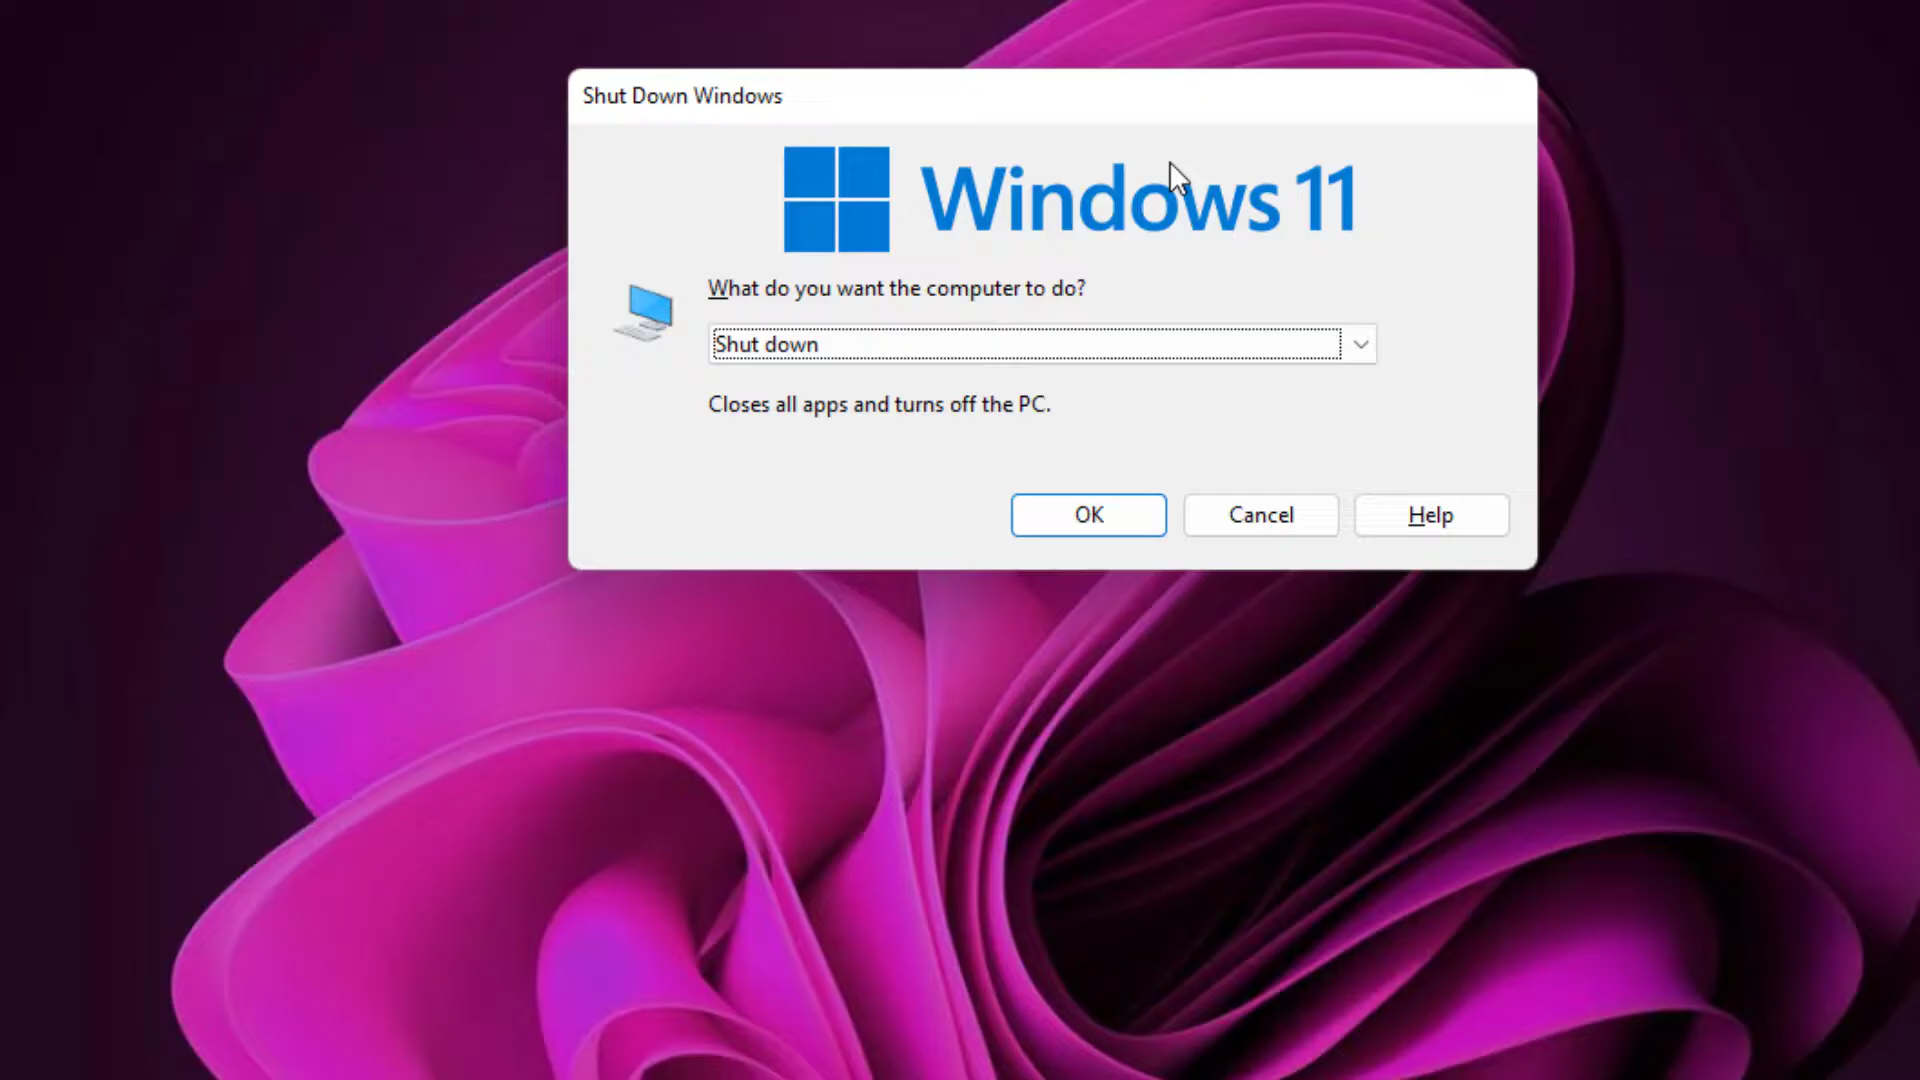 Shut Down Windows
Windows 11
What do you want the computer to do?
Shut down
Closes all apps and turns off the PC.
OK
Cancel
Help